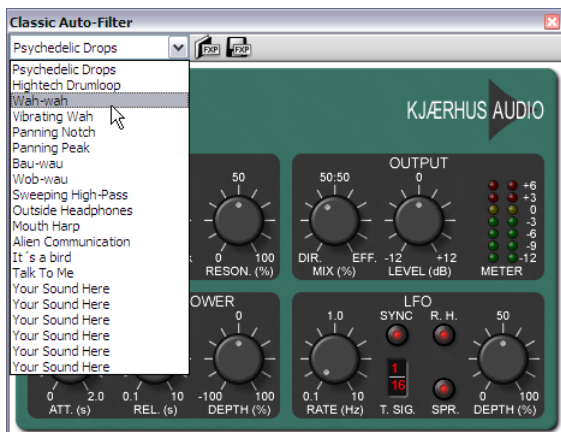 Classic Auto-Filter
Psychedelic Drops
FXP FXP
Psychedelic Drops
Hightech Drumloop
Wah-wah
Vibrating Wah
Panning Notch
Panning Peak
Bau-wau
Wob-wau
Sweeping High-Pass
Outside Headphones
Mouth Harp
Alien Communication
It´s a bird
Talk To Me
Your Sound Here
Your Sound Here
Your Sound Here
Your Sound Here
Your Sound Here
Your Sound Here
KJÆRHUS AUDIO
50
0 100
RESON. (%)
OUTPUT
50:50 0
DIR. EFF. -12 +12
MIX (%) LEVEL (dB)
+6
+3
0
-3
-6
-9
-12
METER
OWER
0
0 2.0 0.1 10 -100 100
ATT. (s) REL. (s) DEPTH (%)
LFO
1.0 SYNC R. H. 50
1
16
0.1 10 0 100
RATE (Hz) T. SIG. SPR. DEPTH (%)